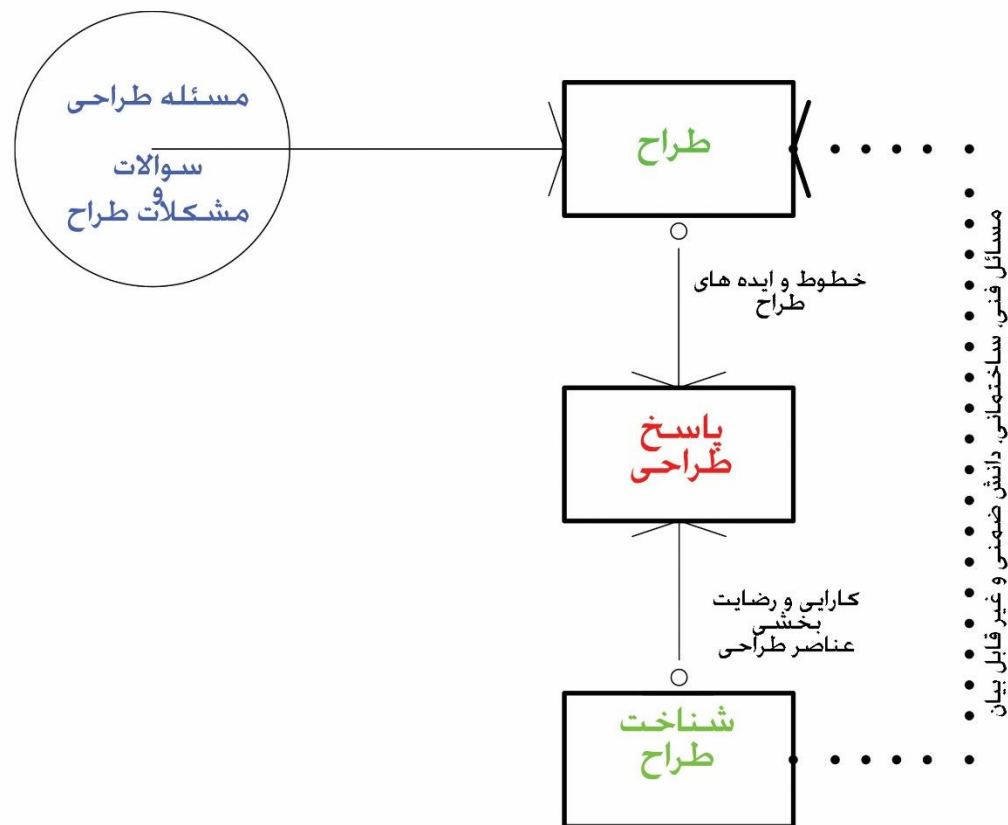 مسئله طراحی
سوالات
و
مشکلات طراح
طراح
خطوط و ایده های
طراح
پاسخ
طراحی
کارایی و رضایت
بخشی
عناصر طراحی
شناخت
طراح
مسائل فنی، ساختمانی، دانش ضمنی و غیر قابل بیان